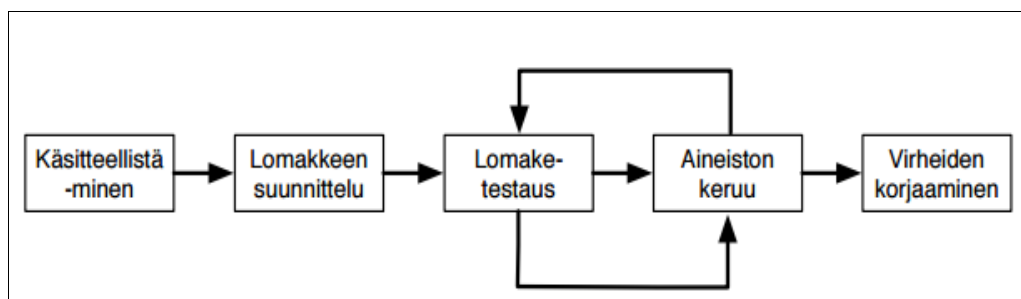 Käsitteellistä
-minen
Lomakkeen
suunnittelu
Lomake-
testaus
Aineiston
keruu
Virheiden
korjaaminen